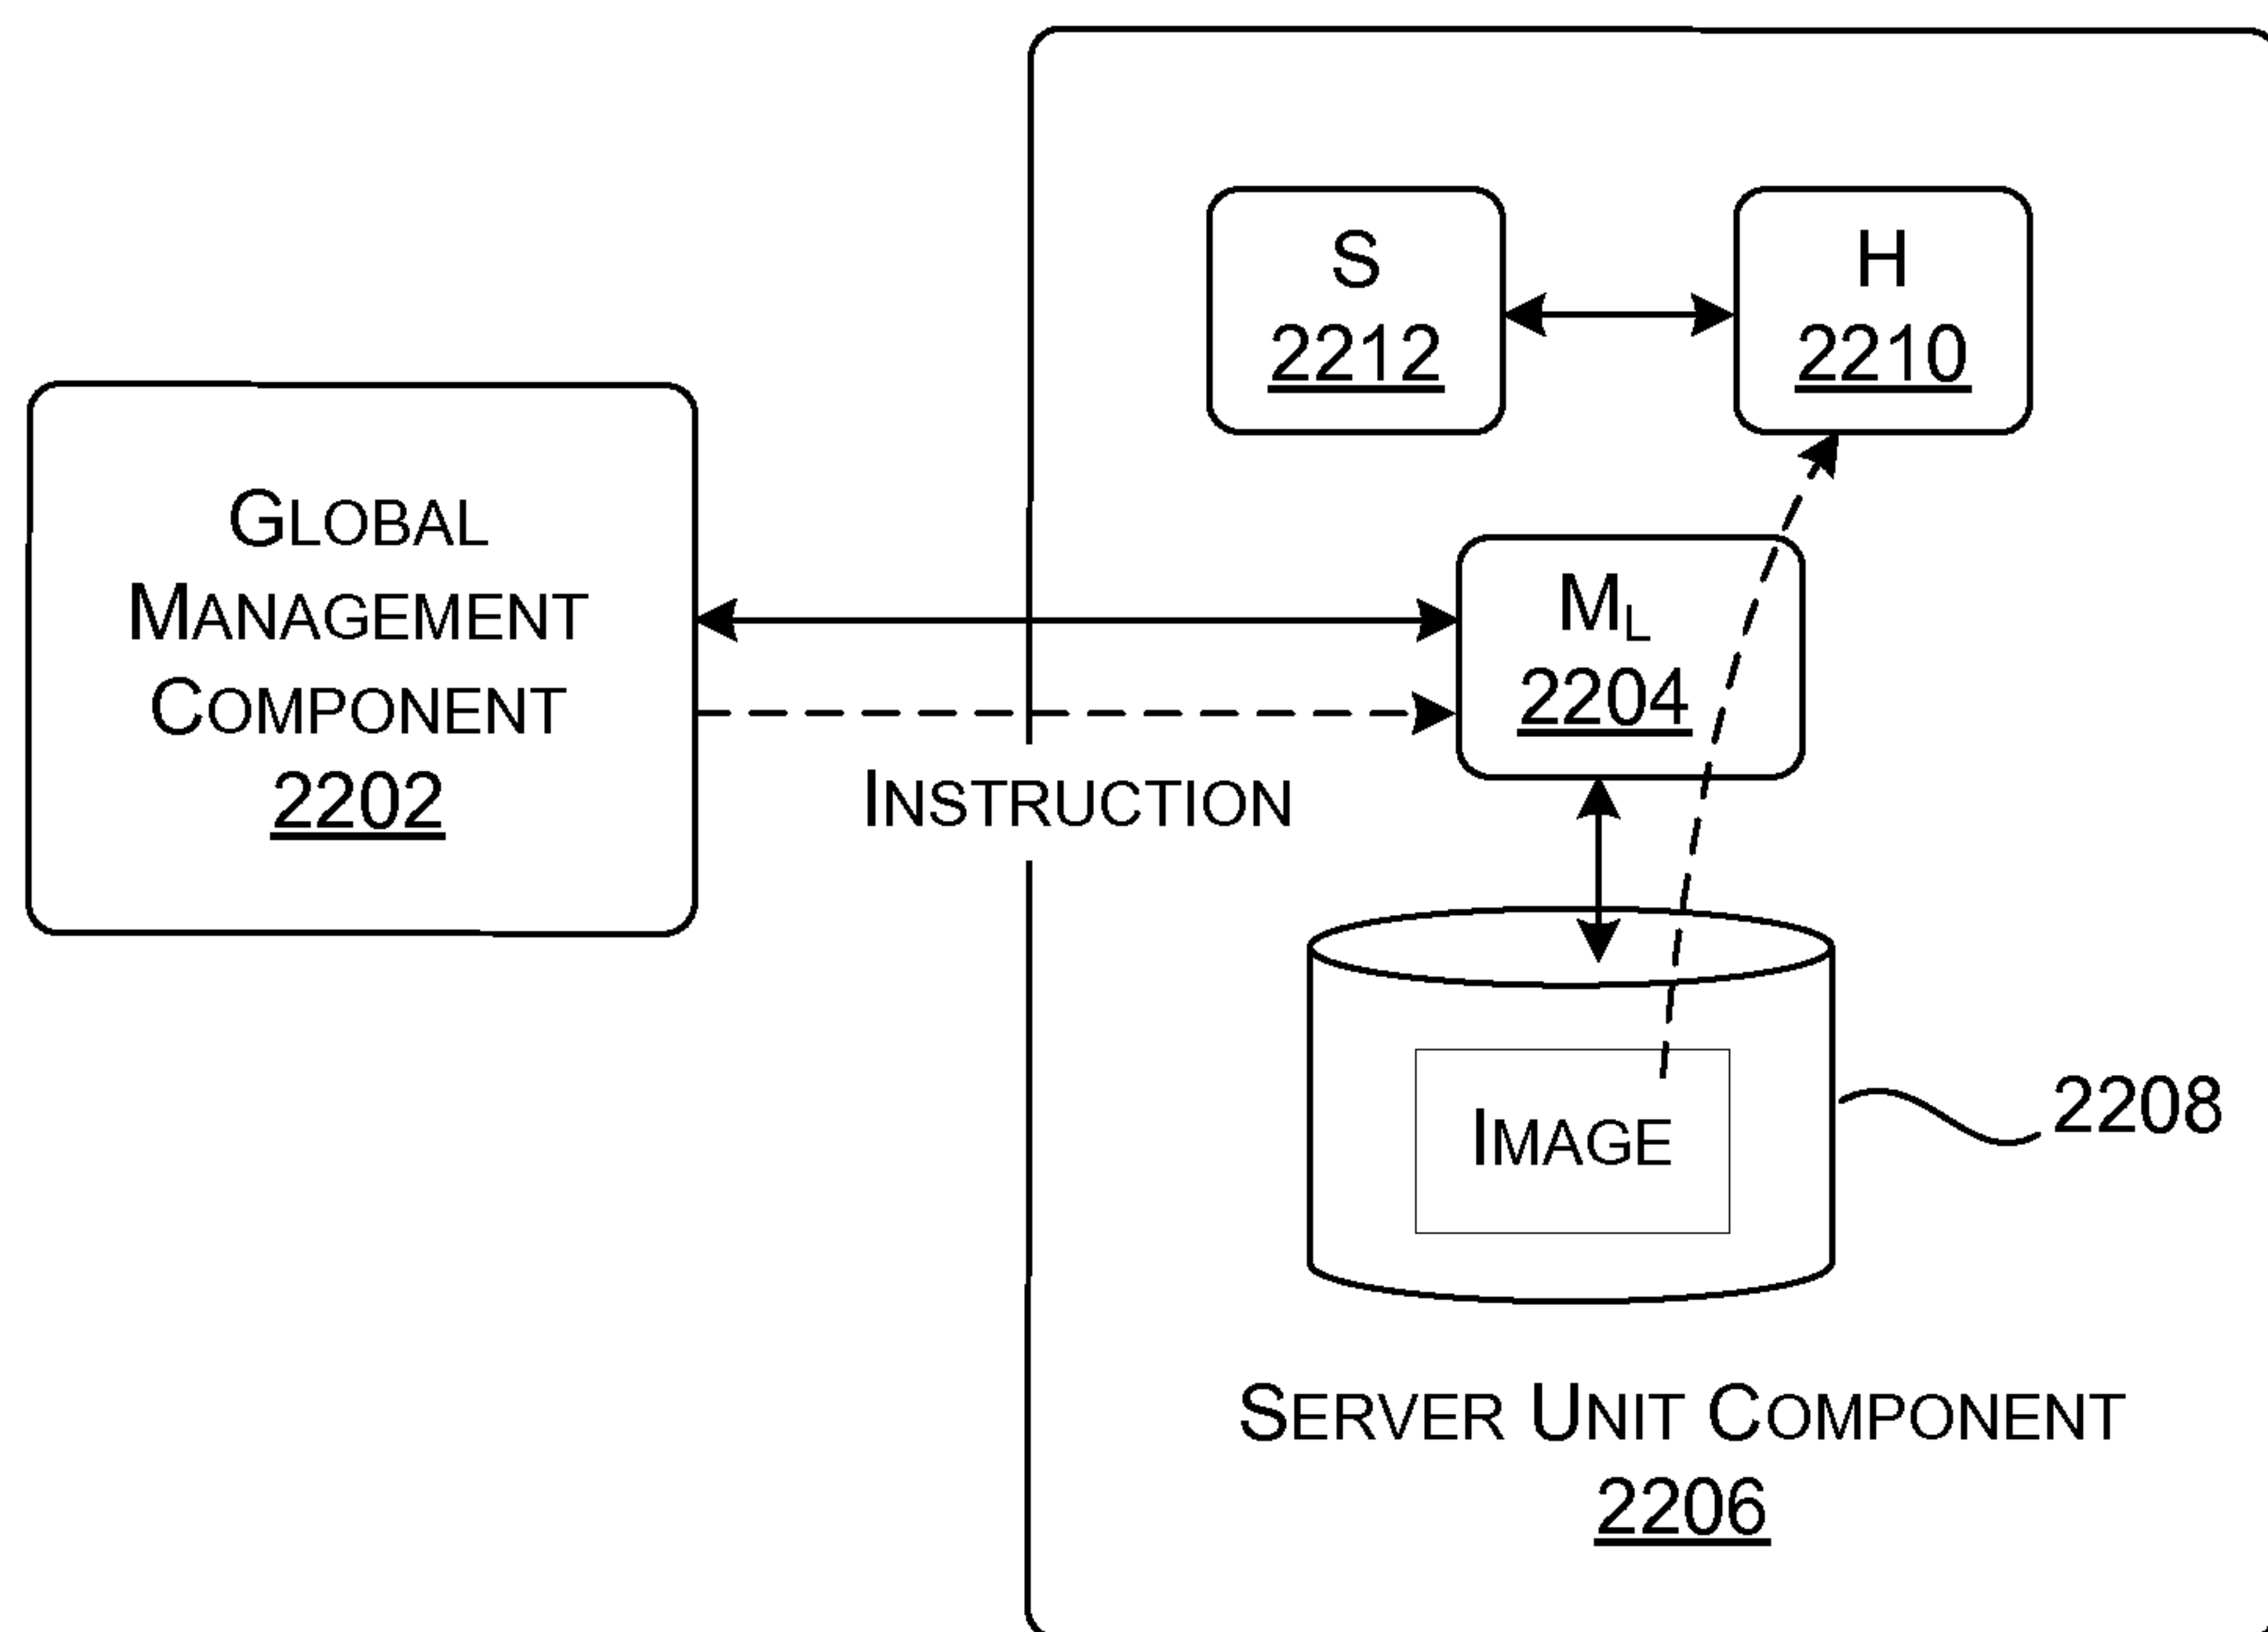 S
2212
H
2210
GLOBAL
MANAGEMENT
COMPONENT
2202
ML
2204
INSTRUCTION
IMAGE
2208
SERVER UNIT COMPONENT
2206